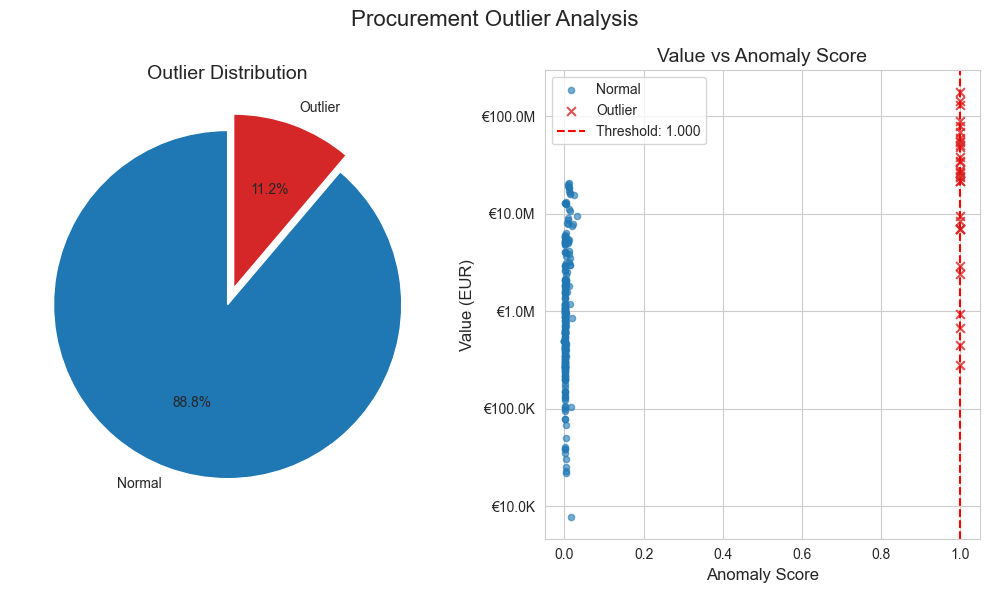 Procurement Outlier Analysis
Outlier Distribution
Outlier
11.2%
88.8%
Normal
Value vs Anomaly Score
Normal
Outlier
Threshold: 1.000
€100.0M
€10.0M
€1.0M
€100.0K
€10.0K
Value (EUR)
0.0 0.2 0.4 0.6 0.8 1.0
Anomaly Score